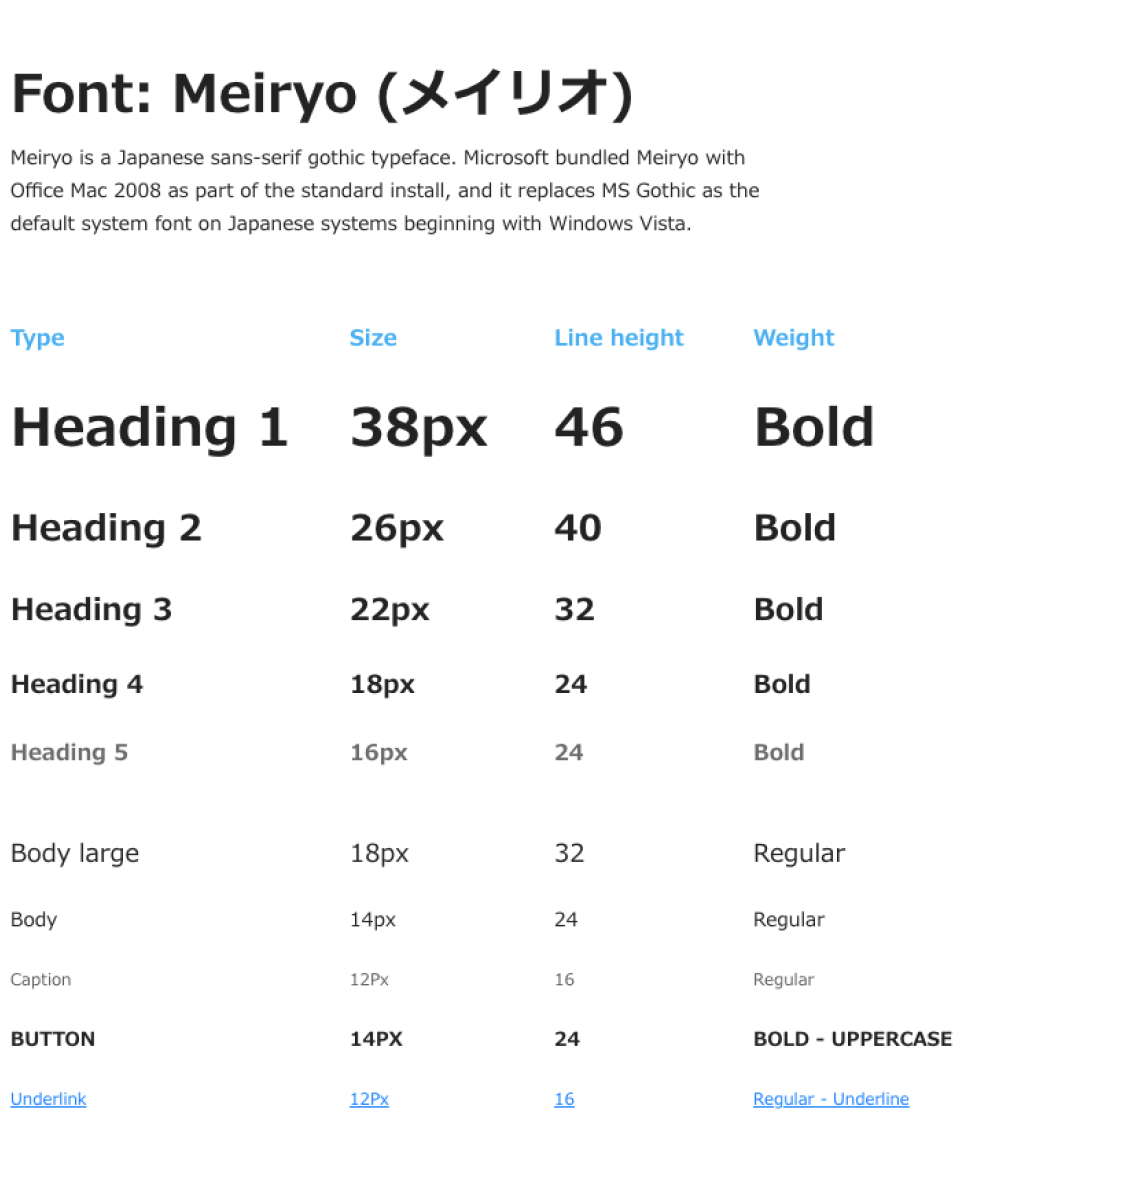 Font: Meiryo (メイリオ)
Meiryo is a Japanese sans-serif gothic typeface. Microsoft bundled Meiryo with
Office Mac 2008 as part of the standard install, and it replaces MS Gothic as the
default system font on Japanese systems beginning with Windows Vista.
Type Size Line height Weight
Heading 1 38px 46 Bold
Heading 2 26px 40 Bold
Heading 3 22px 32 Bold
Heading 4 18px 24 Bold
Heading 5 16px 24 Bold
Body large 18px 32 Regular
Body 14px 24 Regular
Caption 12Px 16 Regular
BUTTON 14PX 24 BOLD - UPPERCASE
Underlink 12Px 16 Regular - Underline